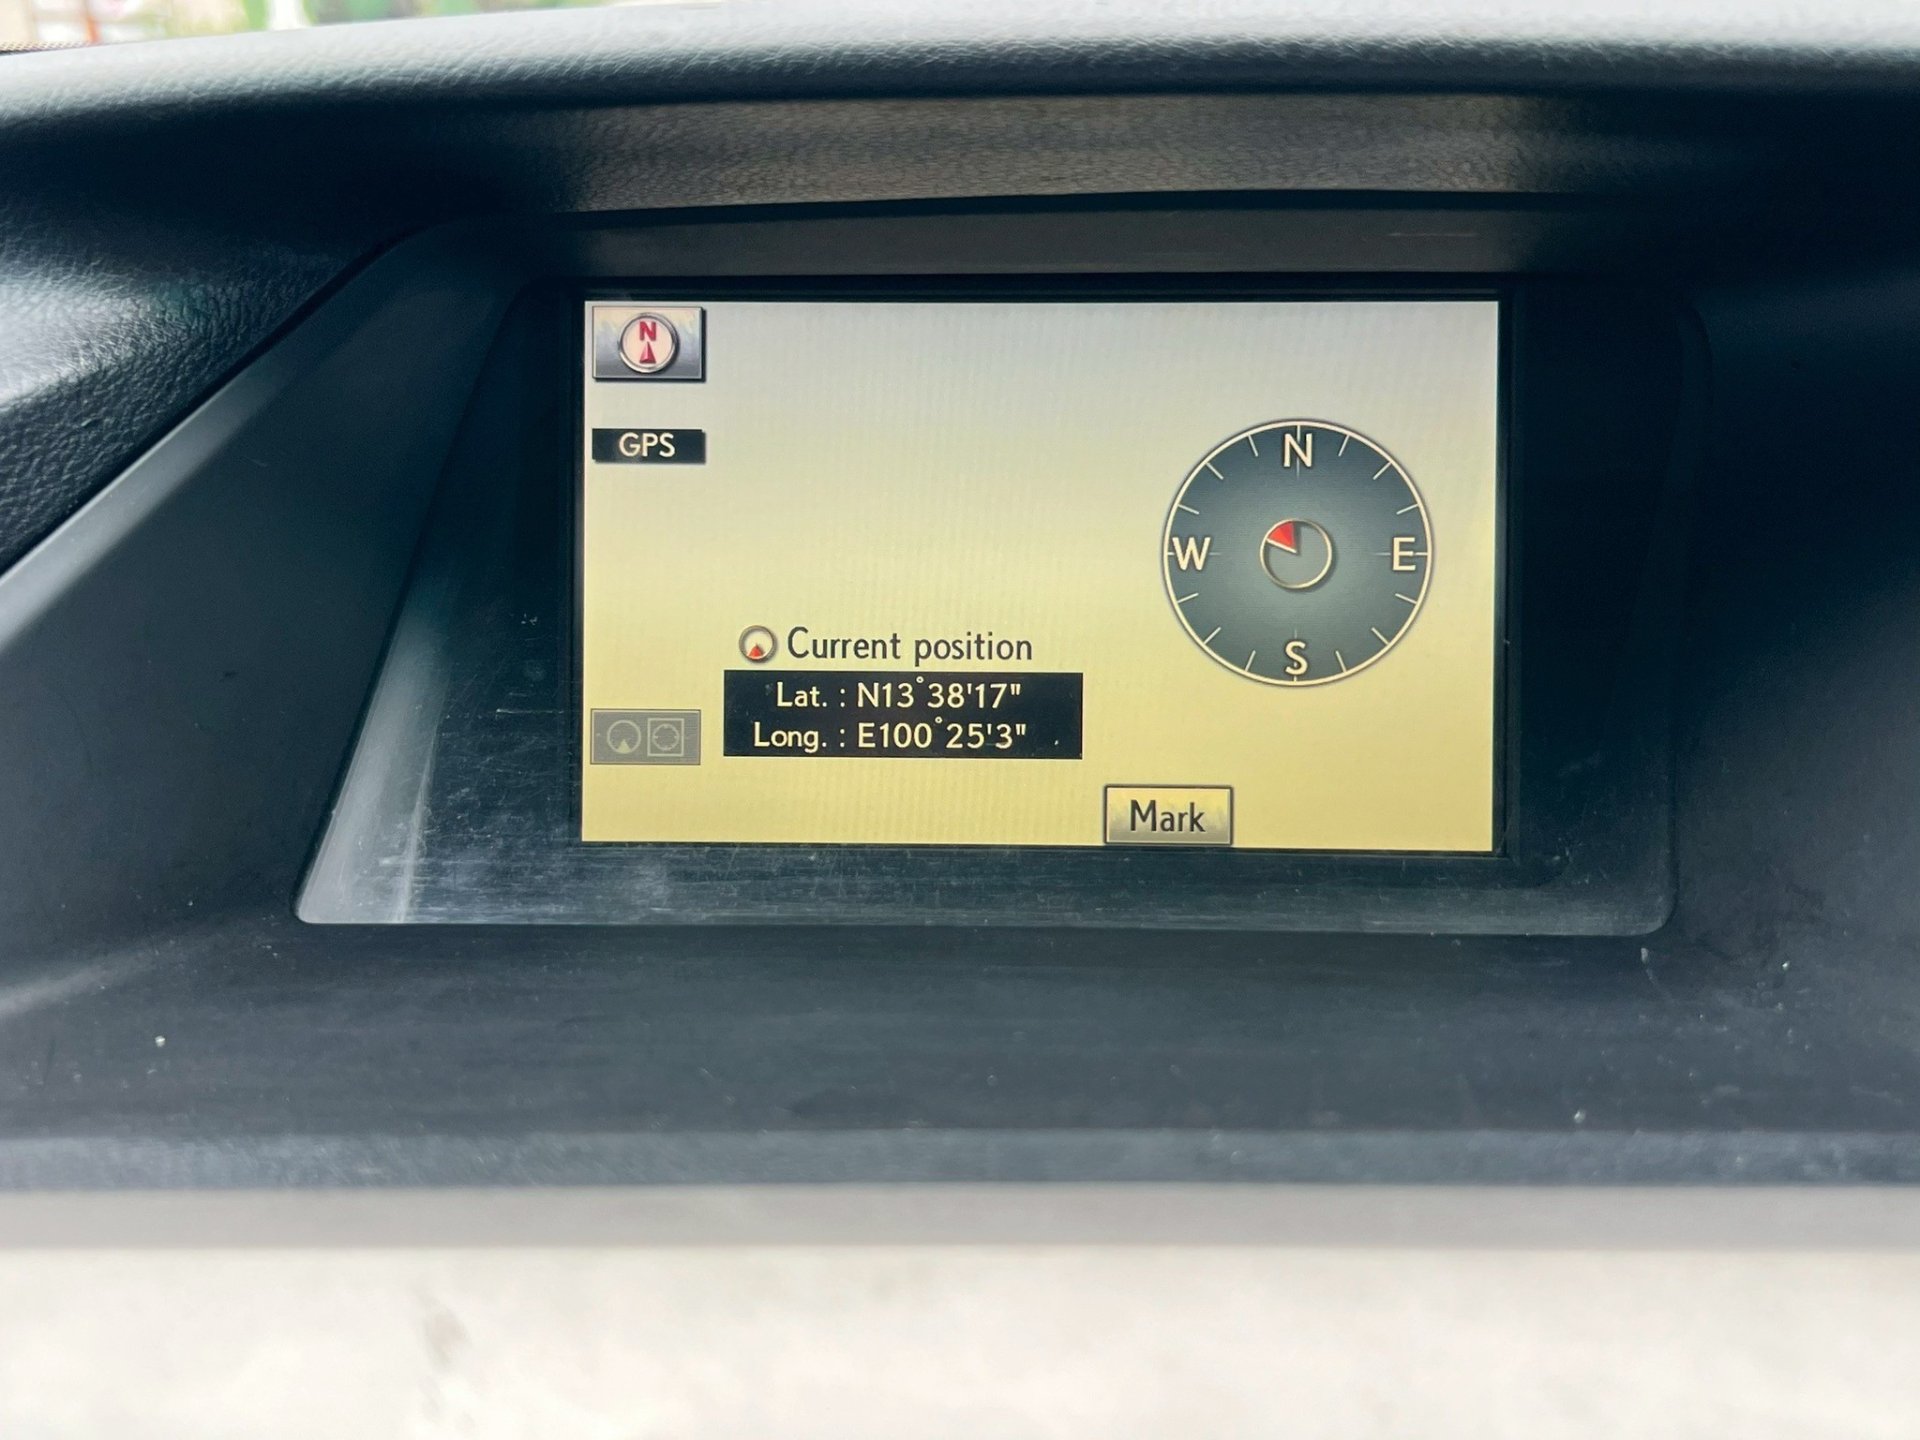 N
GPS
N
W
E
S
Current position
Lat. : N13°38'17"
Long. : E100°25'3"
Mark